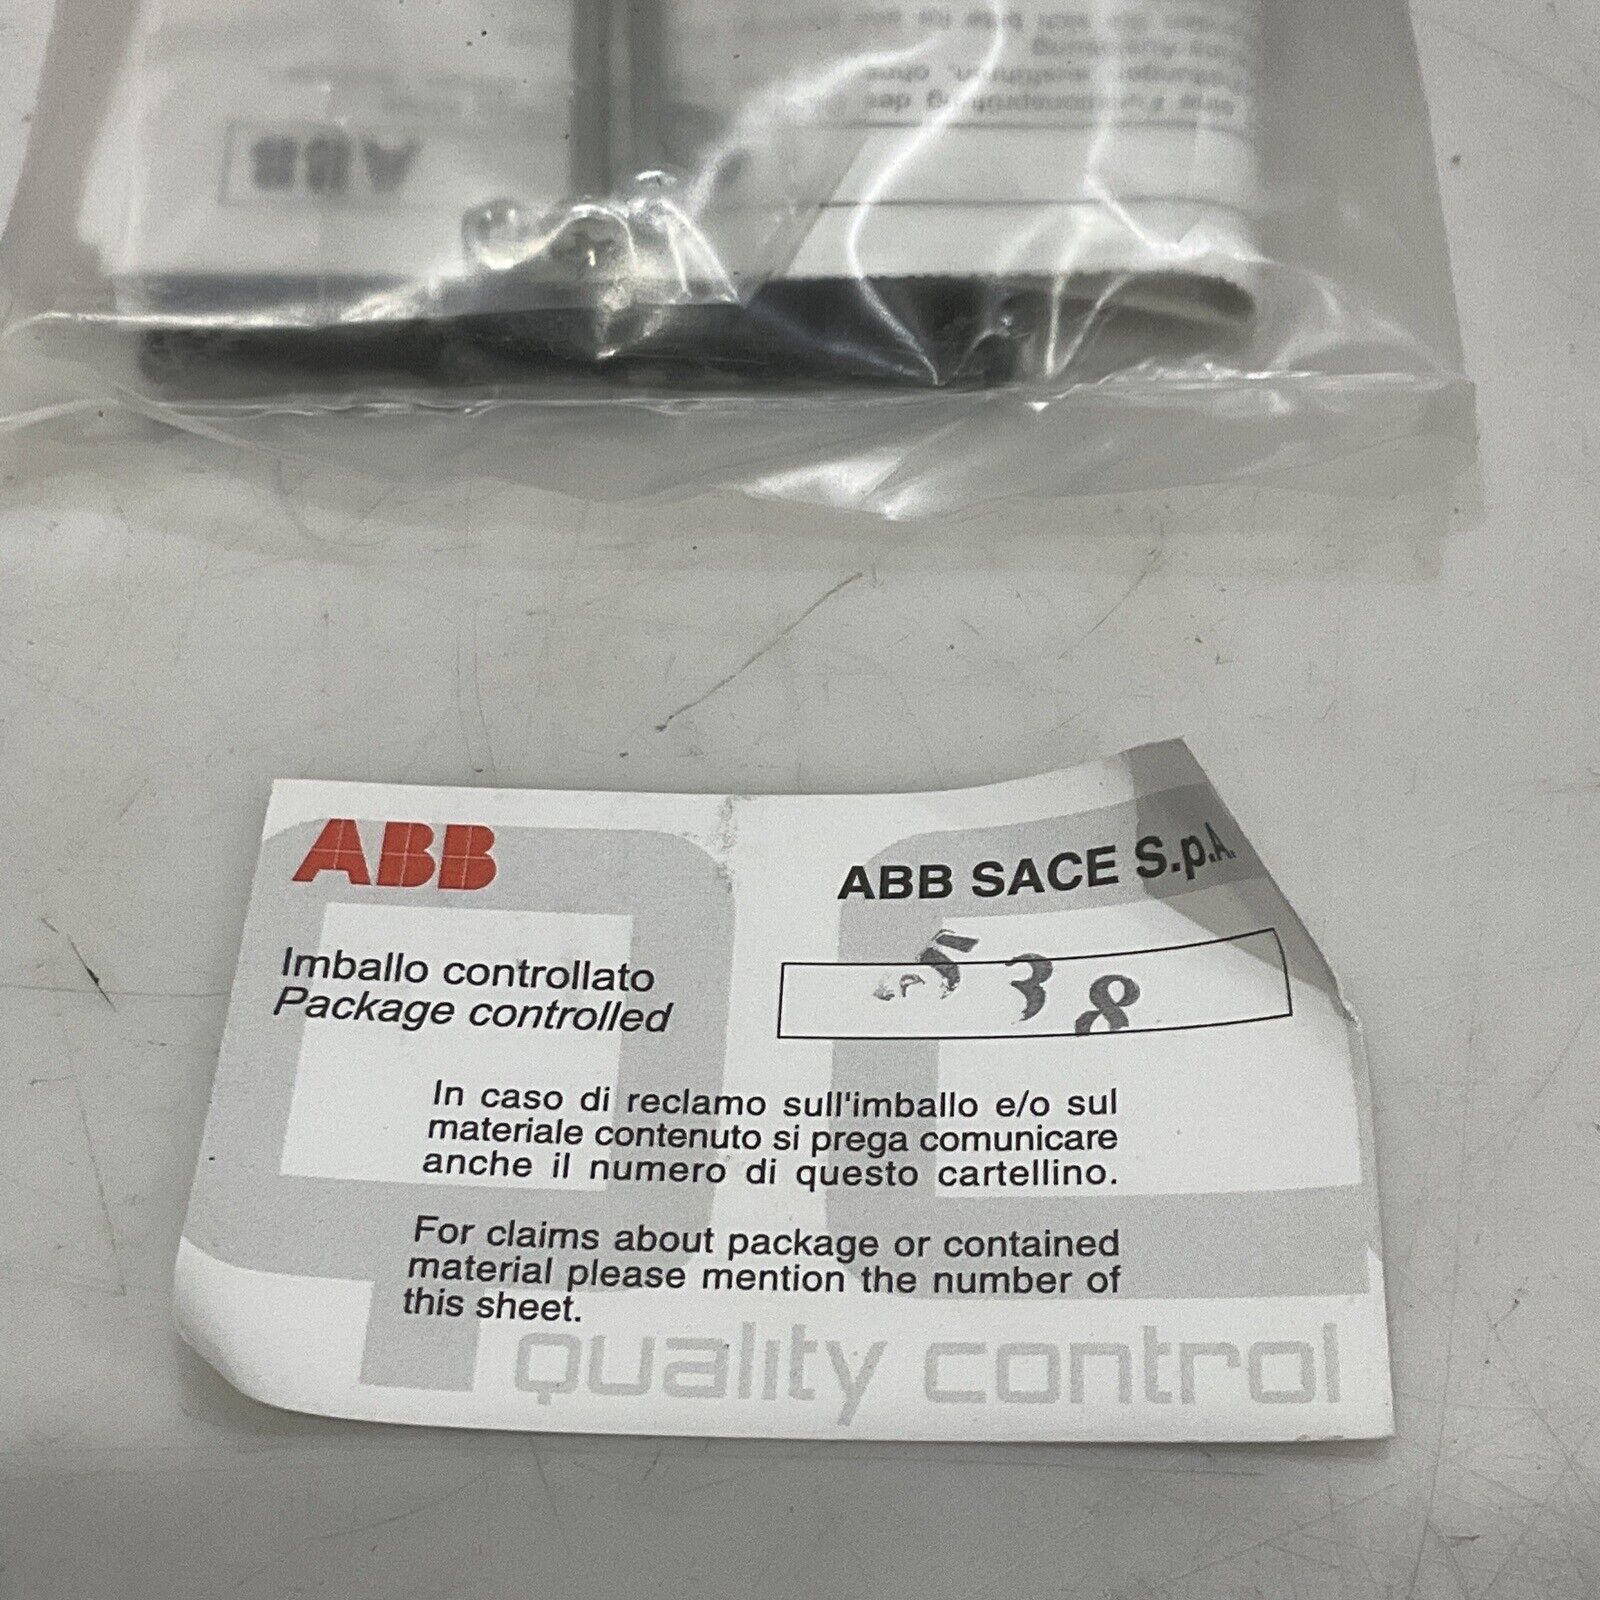 ABB
ABB
ABB SACE S.p.A.
Imballo controllato
Package controlled
38
In caso di reclamo sull'imballo e/o sul
materiale contenuto si prega comunicare
anche il numero di questo cartellino.
For claims about package or contained
material please mention the number of
this sheet.
quality control